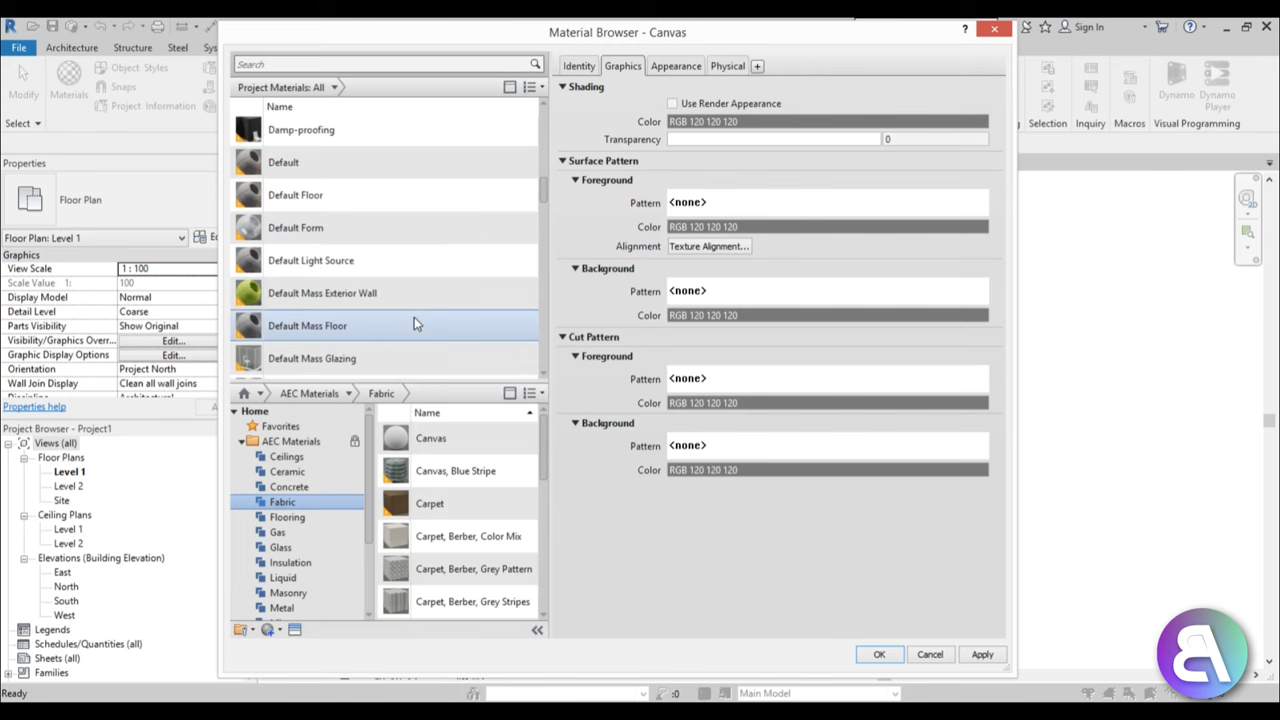 Material Browser - Canvas
?
Sign In
File
Architecture
Structure
Steel
Sys
Modify
Materials
Object Styles
Snaps
Project Information
Select
Selection
Inquiry
Macros
Dynamo
Dynamo Player
Visual Programming
Properties
Floor Plan
Floor Plan: Level 1
Graphics
View Scale 1 : 100
Scale Value 1: 100
Display Model Normal
Detail Level Coarse
Parts Visibility Show Original
Visibility/Graphics Overr... Edit...
Graphic Display Options Edit...
Orientation Project North
Wall Join Display Clean all wall joins
Properties help
Project Browser - Project1
Views (all)
Floor Plans
Level 1
Level 2
Site
Ceiling Plans
Level 1
Level 2
Elevations (Building Elevation)
East
North
South
West
Legends
Schedules/Quantities (all)
Sheets (all)
Families
Ready
Search
Project Materials: All
Name
Damp-proofing
Default
Default Floor
Default Form
Default Light Source
Default Mass Exterior Wall
Default Mass Floor
Default Mass Glazing
AEC Materials
Fabric
Home
Favorites
AEC Materials
Ceilings
Ceramic
Concrete
Fabric
Flooring
Gas
Glass
Insulation
Liquid
Masonry
Metal
Name
Canvas
Canvas, Blue Stripe
Carpet
Carpet, Berber, Color Mix
Carpet, Berber, Grey Pattern
Carpet, Berber, Grey Stripes
Identity
Graphics
Appearance
Physical
Shading
Use Render Appearance
Color RGB 120 120 120
Transparency 0
Surface Pattern
Foreground
Pattern <none>
Color RGB 120 120 120
Alignment Texture Alignment...
Background
Pattern <none>
Color RGB 120 120 120
Cut Pattern
Foreground
Pattern <none>
Color RGB 120 120 120
Background
Pattern <none>
Color RGB 120 120 120
OK
Cancel
Apply
:0
Main Model